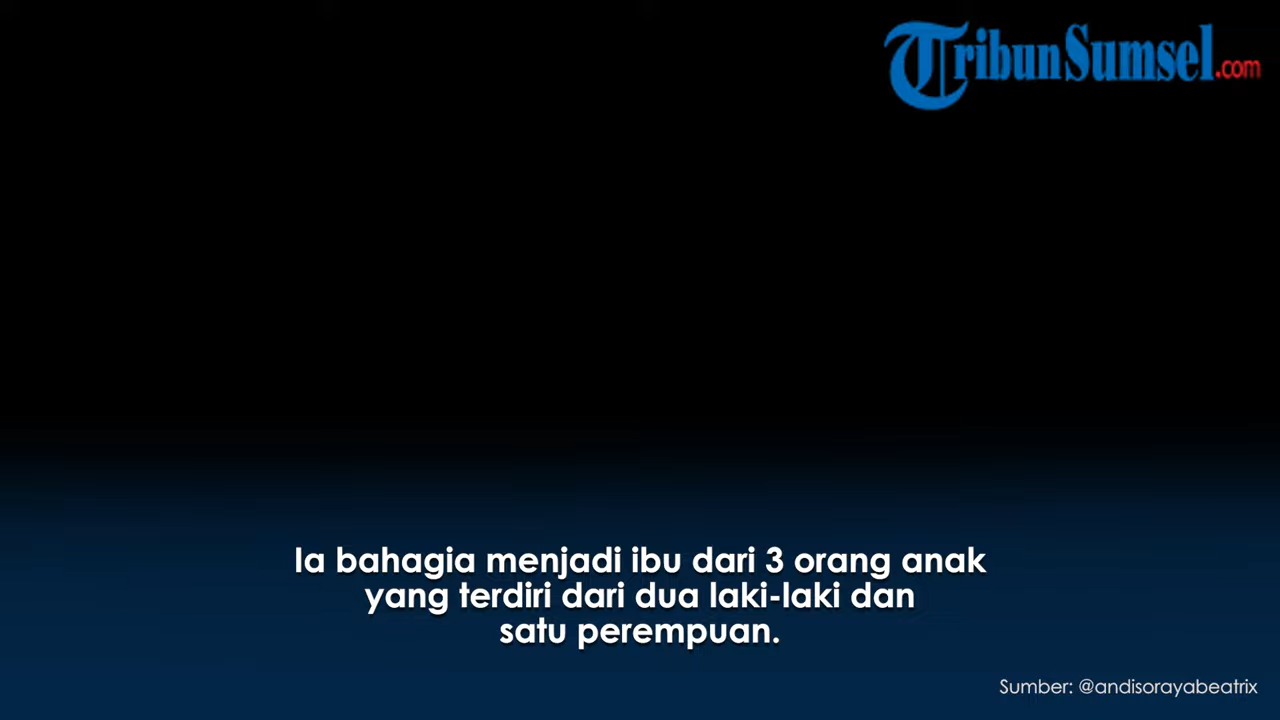 TribunSumsel.com
Ia bahagia menjadi ibu dari 3 orang anak
yang terdiri dari dua laki-laki dan
satu perempuan.
Sumber: @andisorayabeatrix